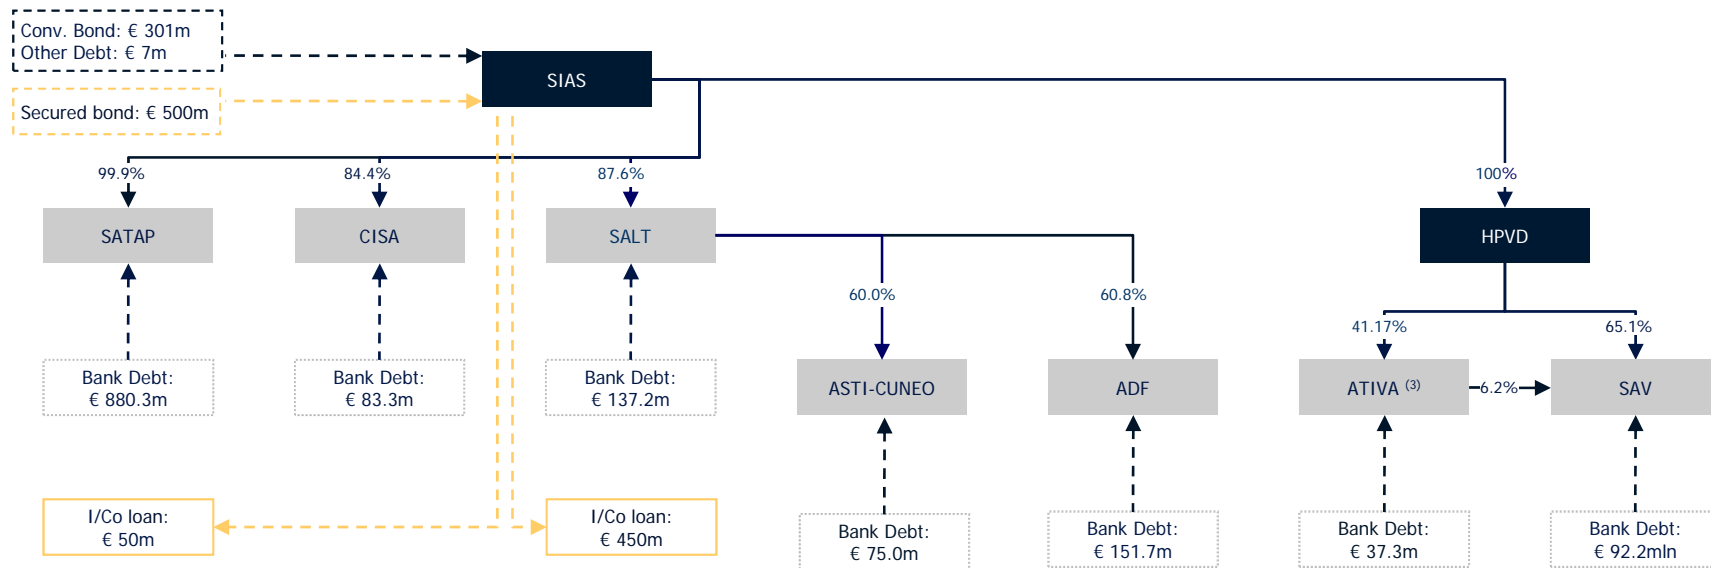 Conv. Bond: € 301m
Other Debt: € 7m
SIAS
Secured bond: € 500m
99.9%
84.4%
87.6%
100%
SATAP
CISA
SALT
HPVD
60.0%
60.8%
41.17%
65.1%
Bank Debt:
€ 880.3m
Bank Debt:
€ 83.3m
Bank Debt:
€ 137.2m
ASTI-CUNEO
ADF
ATIVA (3)
6.2%
SAV
I/Co loan:
€ 50m
I/Co loan:
€ 450m
Bank Debt:
€ 75.0m
Bank Debt:
€ 151.7m
Bank Debt:
€ 37.3m
Bank Debt:
€ 92.2mln